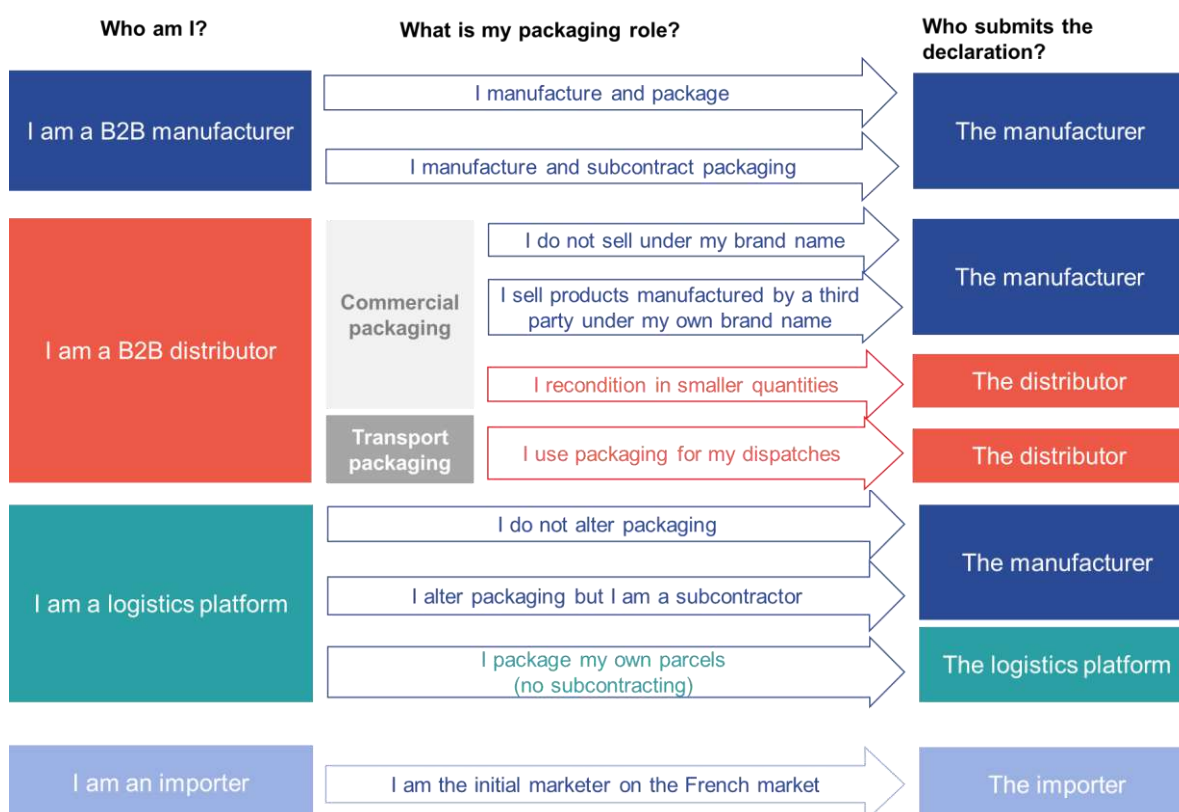 Who am I?
What is my packaging role?
Who submits the
declaration?
I am a B2B manufacturer
I manufacture and package
I manufacture and subcontract packaging
The manufacturer
I am a B2B distributor
Commercial
packaging
I do not sell under my brand name
I sell products manufactured by a third
party under my own brand name
The manufacturer
I recondition in smaller quantities
The distributor
Transport
packaging
I use packaging for my dispatches
The distributor
I am a logistics platform
I do not alter packaging
I alter packaging but I am a subcontractor
The manufacturer
I package my own parcels
(no subcontracting)
The logistics platform
I am an importer
I am the initial marketer on the French market
The importer